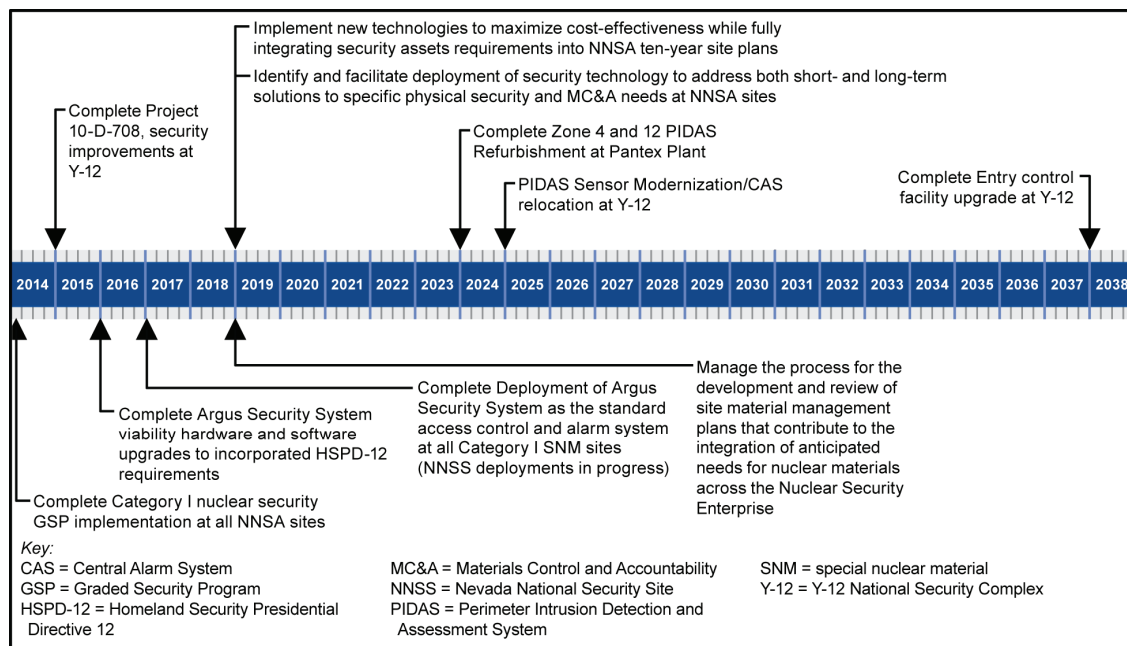 Implement new technologies to maximize cost-effectiveness while fully
integrating security assets requirements into NNSA ten-year site plans
Identify and facilitate deployment of security technology to address both short- and long-term
solutions to specific physical security and MC&A needs at NNSA sites
Complete Project
10-D-708, security
improvements at
Y-12
Complete Zone 4 and 12 PIDAS
Refurbishment at Pantex Plant
PIDAS Sensor Modernization/CAS
relocation at Y-12
Complete Entry control
facility upgrade at Y-12
2014 2015 2016 2017 2018 2019 2020 2021 2022 2023 2024 2025 2026 2027 2028 2029 2030 2031 2032 2033 2034 2035 2036 2037 2038
Complete Argus Security System
viability hardware and software
upgrades to incorporated HSPD-12
requirements
Complete Category I nuclear security
GSP implementation at all NNSA sites
Complete Deployment of Argus
Security System as the standard
access control and alarm system
at all Category I SNM sites
(NNSS deployments in progress)
Manage the process for the
development and review of
site material management
plans that contribute to the
integration of anticipated
needs for nuclear materials
across the Nuclear Security
Enterprise
Key:
CAS = Central Alarm System
GSP = Graded Security Program
HSPD-12 = Homeland Security Presidential
Directive 12
MC&A = Materials Control and Accountability
NNSS = Nevada National Security Site
PIDAS = Perimeter Intrusion Detection and
Assessment System
SNM = special nuclear material
Y-12 = Y-12 National Security Complex